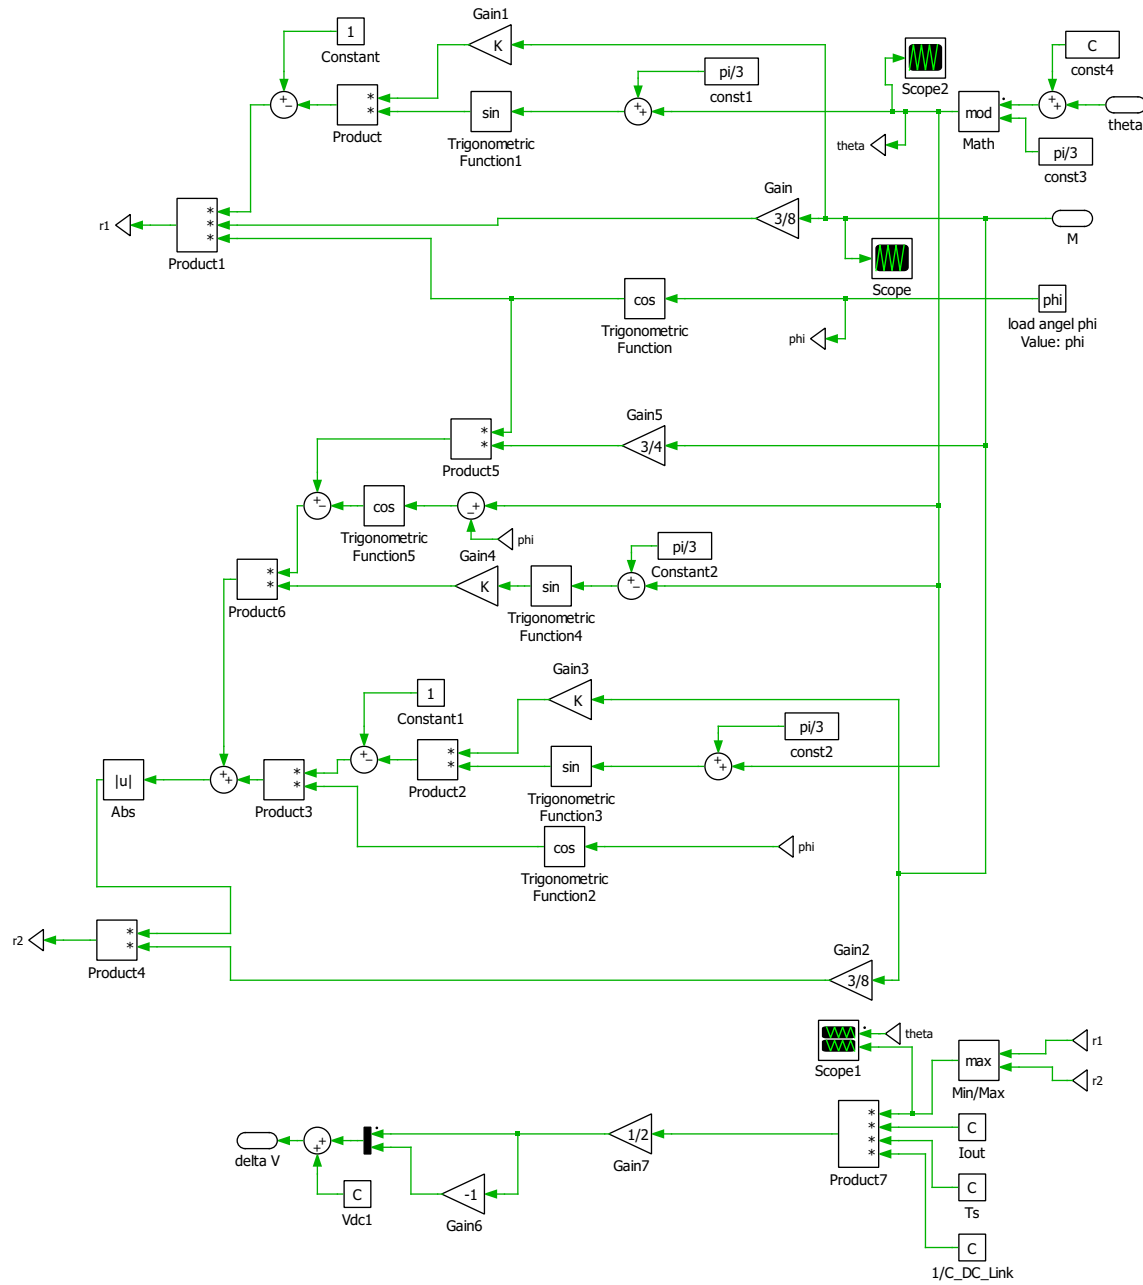 Gain1
1
Constant
K
Scope2
C
const4
pi/3
const1
+
−
*
*
Product
sin
Trigonometric
Function1
+
+
mod
Math
+
+
theta
theta
pi/3
const3
r1
*
*
*
Product1
Gain
3/8
M
Scope
cos
Trigonometric
Function
phi
phi
load angel phi
Value: phi
Gain5
*
*
Product5
3/4
+
−
cos
Trigonometric
Function5
−
+
phi
Gain4
pi/3
Constant2
*
*
Product6
K
sin
Trigonometric
Function4
+
−
Gain3
1
Constant1
K
pi/3
const2
|u|
Abs
+
+
*
*
Product3
+
−
*
*
Product2
sin
Trigonometric
Function3
+
+
cos
Trigonometric
Function2
phi
r2
*
*
Product4
Gain2
3/8
Scope1
theta
max
Min/Max
r1
r2
delta V
+
+
C
Vdc1
-1
Gain6
1/2
Gain7
*
*
*
*
Product7
C
Iout
C
Ts
C
1/C_DC_Link